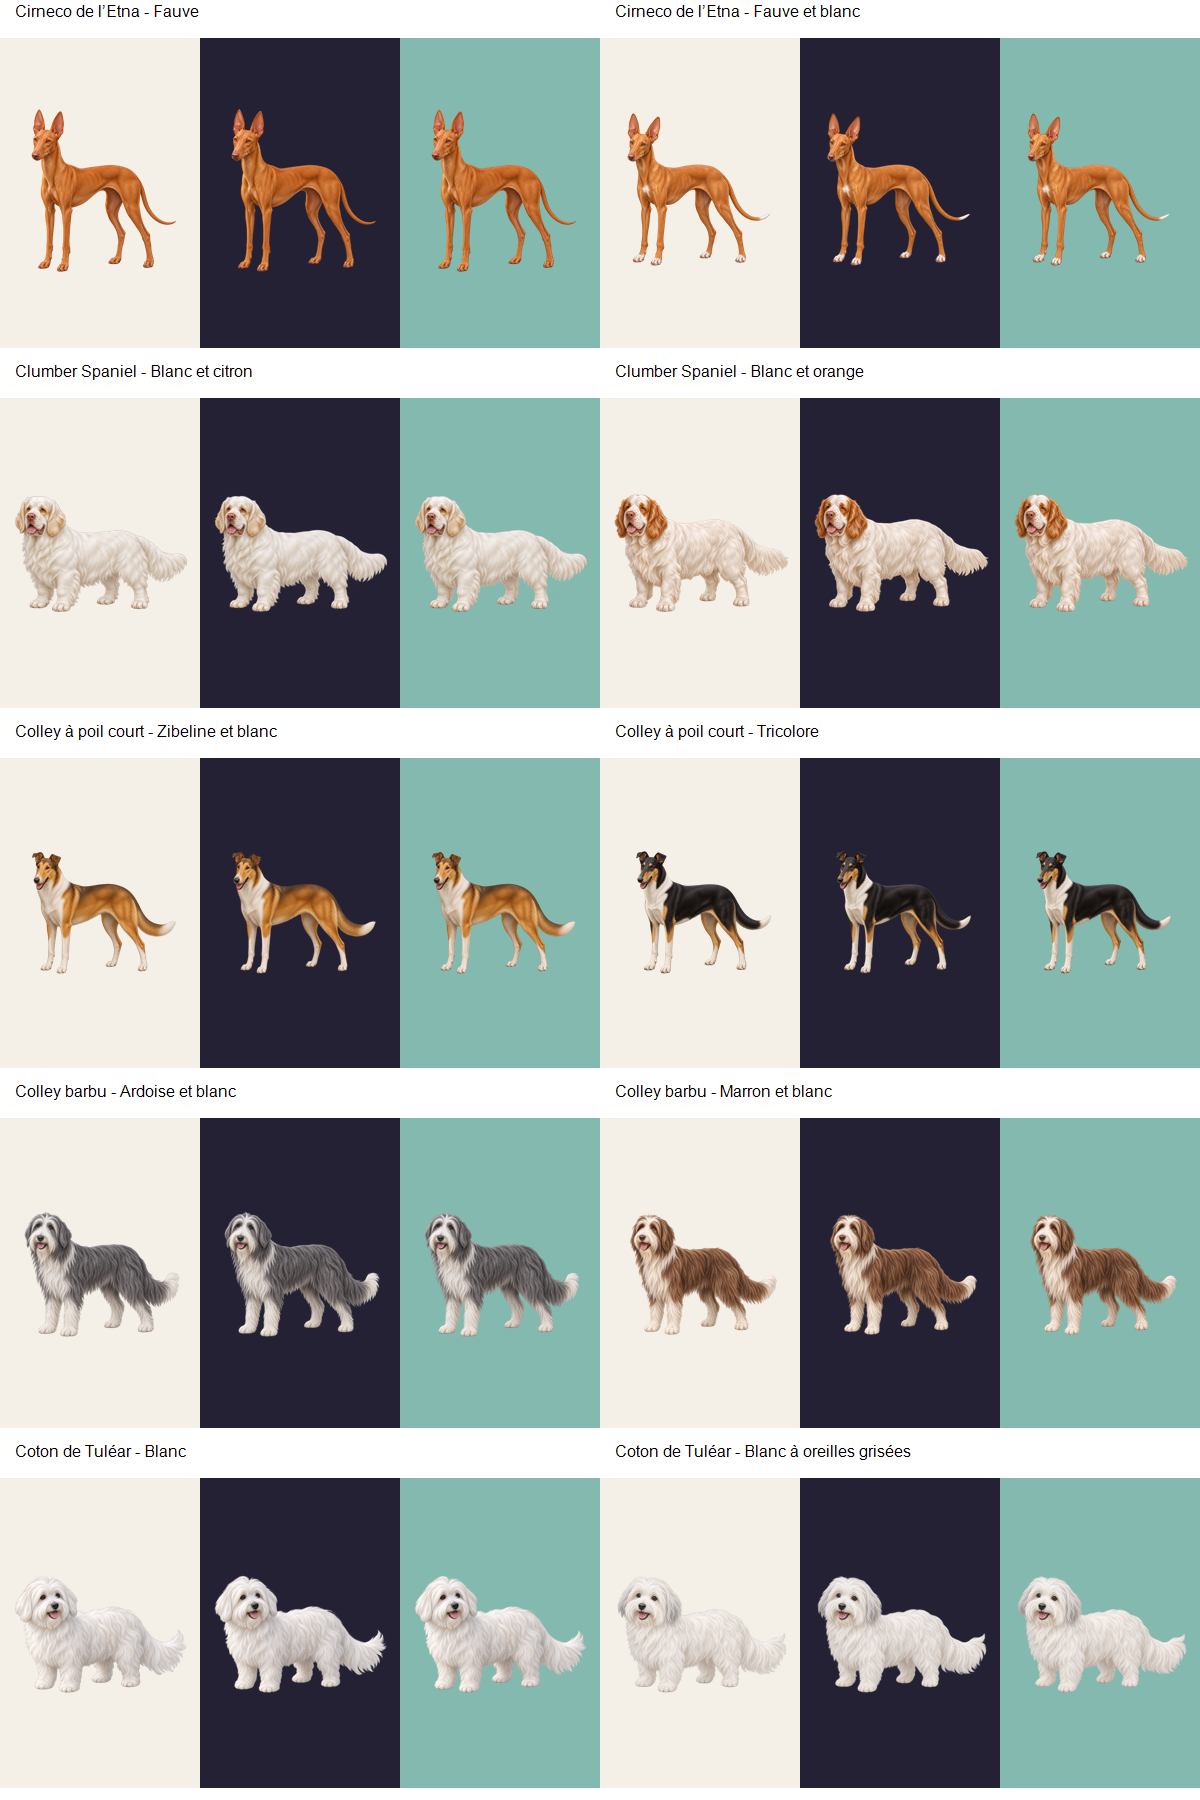 Cirneco de l’Etna - Fauve
Cirneco de l’Etna - Fauve et blanc
Clumber Spaniel - Blanc et citron
Clumber Spaniel - Blanc et orange
Colley à poil court - Zibeline et blanc
Colley à poil court - Tricolore
Colley barbu - Ardoise et blanc
Colley barbu - Marron et blanc
Coton de Tuléar - Blanc
Coton de Tuléar - Blanc à oreilles grisées